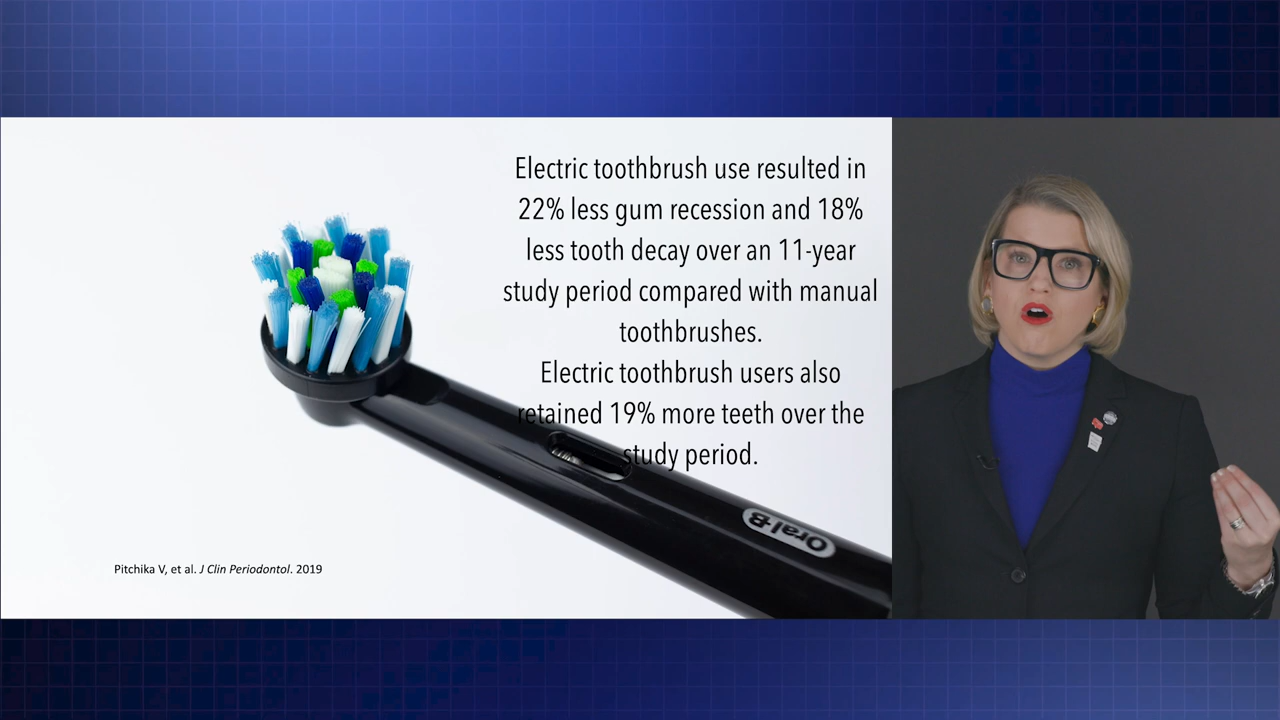 Electric toothbrush use resulted in
22% less gum recession and 18%
less tooth decay over an 11-year
study period compared with manual
toothbrushes.
Electric toothbrush users also
retained 19% more teeth over the
study period.
Oral-B
Pitchika V, et al. J Clin Periodontol. 2019